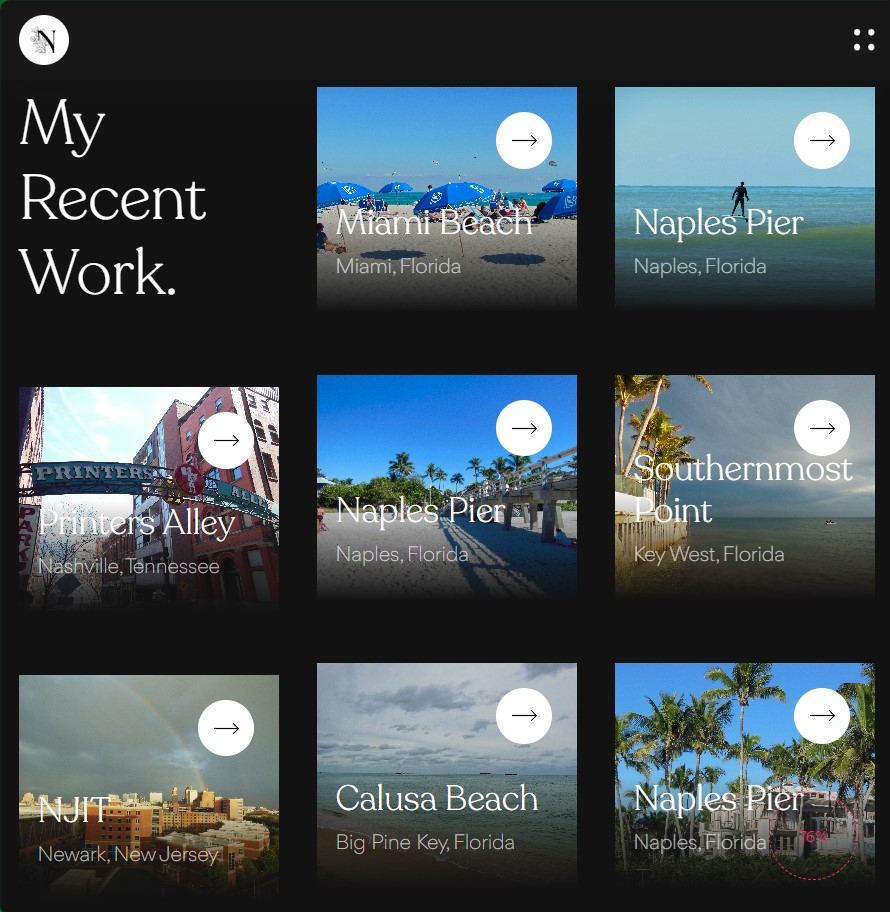 N
My
Recent
Work.
Miami Beach
Miami, Florida
Naples Pier
Naples, Florida
PRINTERS
ALLEY
Printers Alley
Nashville, Tennessee
Naples Pier
Naples, Florida
Southernmost
Point
Key West, Florida
NJIT
Newark, New Jersey
Calusa Beach
Big Pine Key, Florida
Naples Pier
Naples, Florida
76%